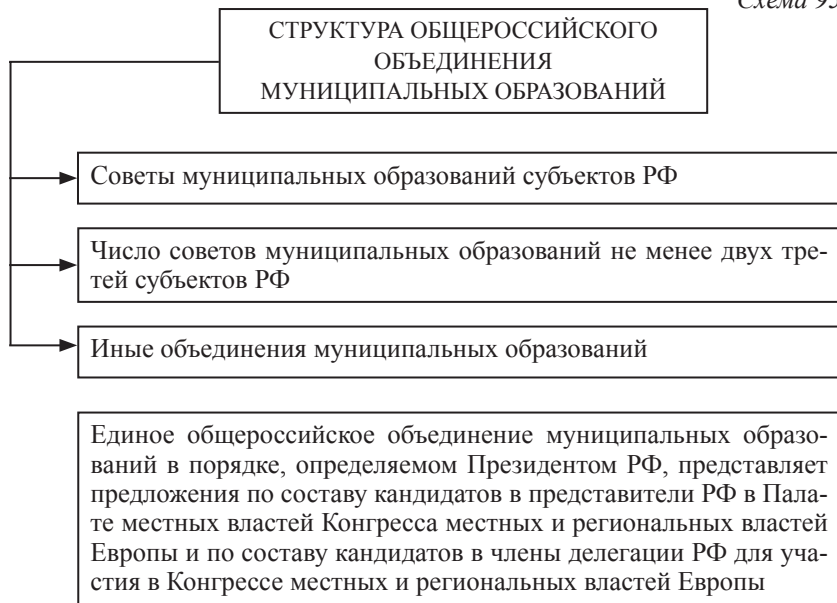 Схема 95
СТРУКТУРА ОБЩЕРОССИЙСКОГО
ОБЪЕДИНЕНИЯ
МУНИЦИПАЛЬНЫХ ОБРАЗОВАНИЙ
Советы муниципальных образований субъектов РФ
Число советов муниципальных образований не менее двух тре-
тей субъектов РФ
Иные объединения муниципальных образований
Единое общероссийское объединение муниципальных образо-
ваний в порядке, определяемом Президентом РФ, представляет
предложения по составу кандидатов в представители РФ в Пала-
те местных властей Конгресса местных и региональных властей
Европы и по составу кандидатов в члены делегации РФ для уча-
стия в Конгрессе местных и региональных властей Европы